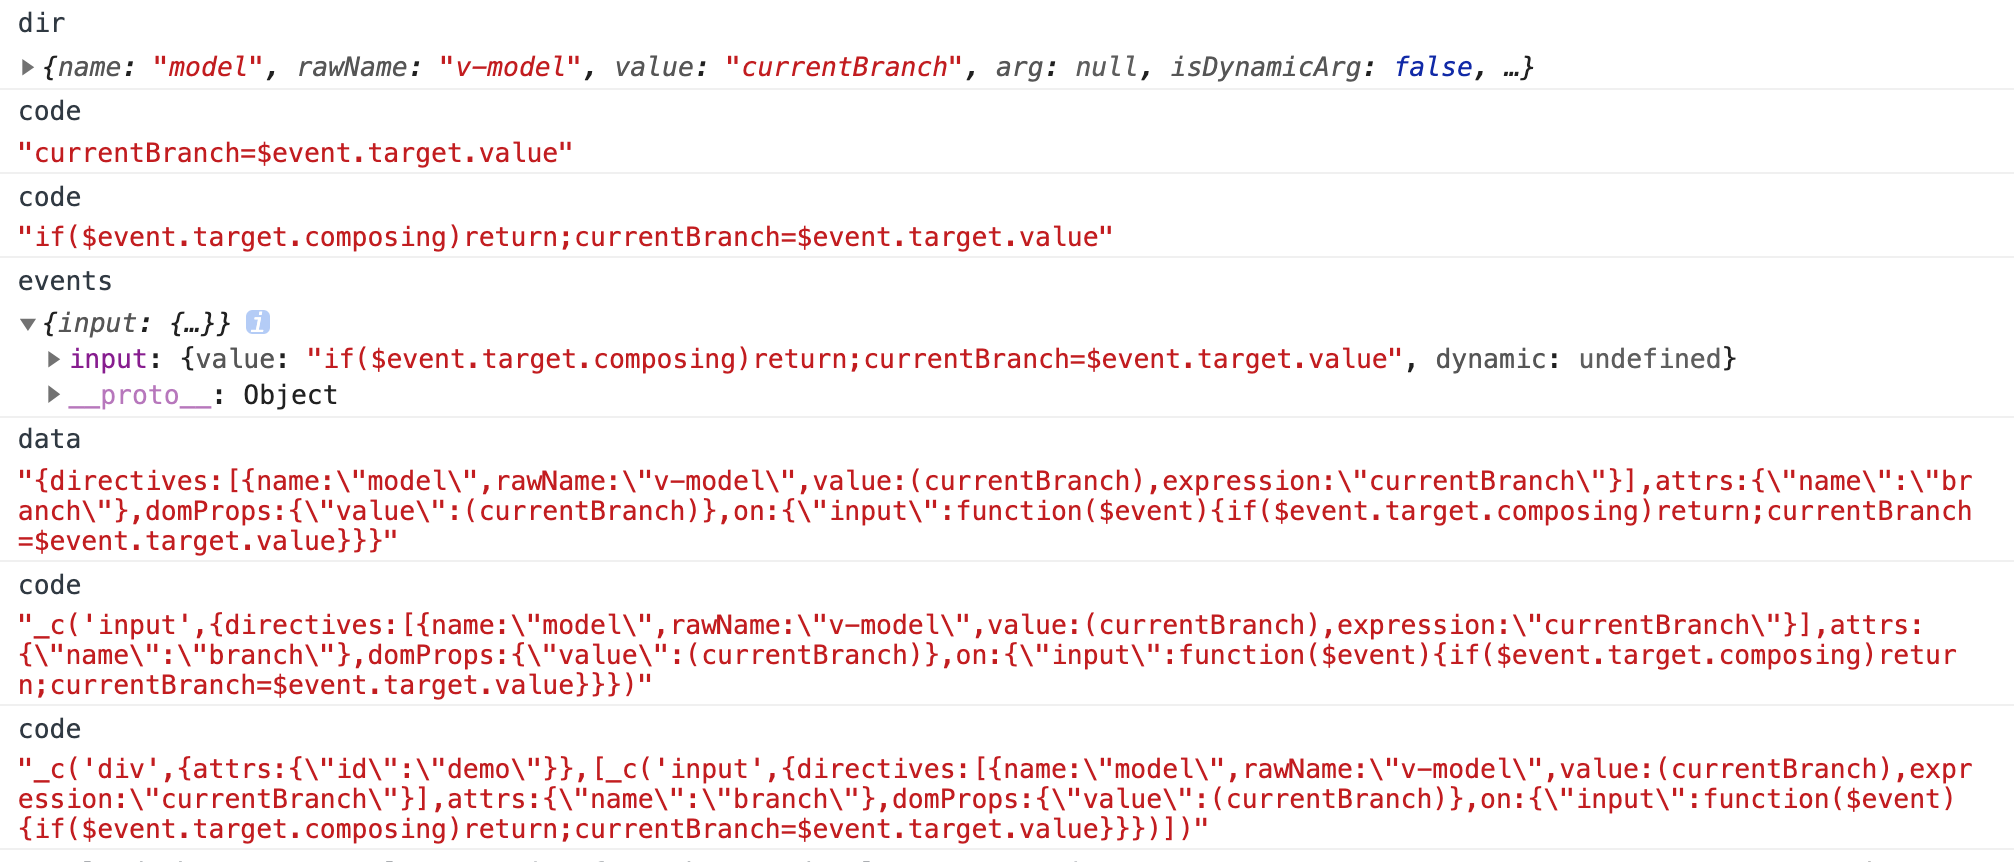 dir
▶{name: "model", rawName: "v-model", value: "currentBranch", arg: null, isDynamicArg: false, …}
code
"currentBranch=$event.target.value"
code
"if($event.target.composing)return;currentBranch=$event.target.value"
events
▼{input: {…}} i
▶input: {value: "if($event.target.composing)return;currentBranch=$event.target.value", dynamic: undefined}
▶__proto__: Object
data
"{directives:[{name:\"model\",rawName:\"v-model\",value:(currentBranch),expression:\"currentBranch\"}],attrs:{\"name\":\"br
anch\"},domProps:{\"value\":(currentBranch)},on:{\"input\":function($event){if($event.target.composing)return;currentBranch
=$event.target.value}}}"
code
"_c('input',{directives:[{name:\"model\",rawName:\"v-model\",value:(currentBranch),expression:\"currentBranch\"}],attrs:
{\"name\":\"branch\"},domProps:{\"value\":(currentBranch)},on:{\"input\":function($event){if($event.target.composing)retur
n;currentBranch=$event.target.value}}})"
code
"_c('div',{attrs:{\"id\":\"demo\"}},[_c('input',{directives:[{name:\"model\",rawName:\"v-model\",value:(currentBranch),expr
ession:\"currentBranch\"}],attrs:{\"name\":\"branch\"},domProps:{\"value\":(currentBranch)},on:{\"input\":function($event)
{if($event.target.composing)return;currentBranch=$event.target.value}}})])"